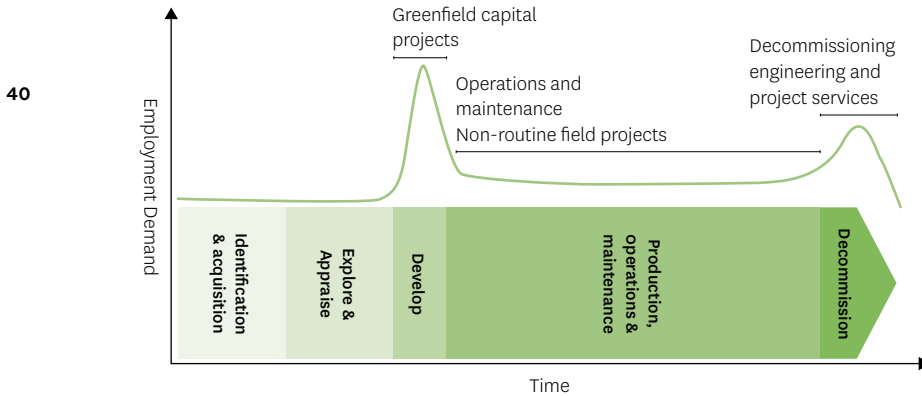 Greenfield capital
projects
Decommissioning
engineering and
project services
40
Operations and
maintenance
Non-routine field projects
Employment Demand
Identification
& acquisition
Explore &
Appraise
Develop
Production,
operations &
maintenance
Decommission
Time